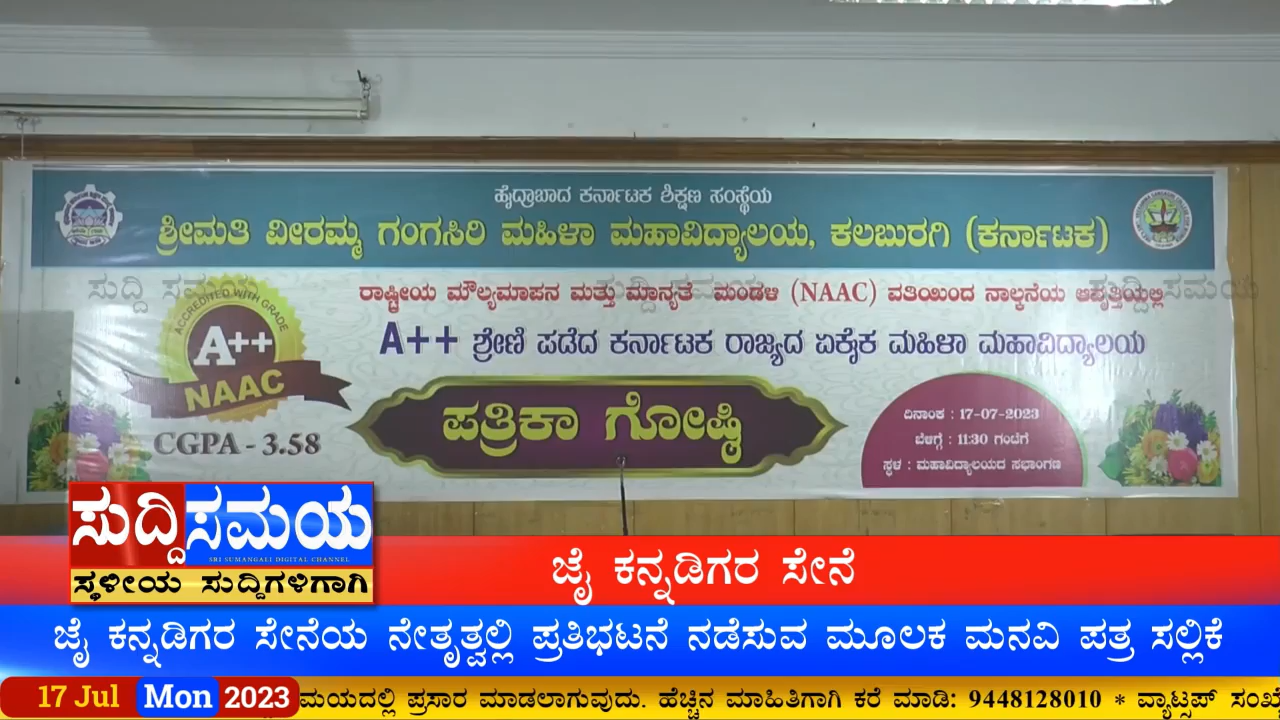 ಹೈದ್ರಾಬಾದ ಕರ್ನಾಟಕ ಶಿಕ್ಷಣ ಸಂಸ್ಥೆಯ
ಶ್ರೀಮತಿ ವೀರಮ್ಮ ಗಂಗಸಿರಿ ಮಹಿಳಾ ಮಹಾವಿದ್ಯಾಲಯ, ಕಲಬುರಗಿ (ಕರ್ನಾಟಕ)
ಸುದ್ದಿ ಸಮಯ ಸುದ್ದಿ ಸಮಯ ಸುದ್ದಿ ಸಮಯ
ರಾಷ್ಟ್ರೀಯ ಮೌಲ್ಯಮಾಪನ ಮತ್ತು ಮಾನ್ಯತೆ ಮಂಡಳಿ (NAAC) ವತಿಯಿಂದ ನಾಲ್ಕನೆಯ ಆವೃತ್ತಿಯಲ್ಲಿ
A++ ಶ್ರೇಣಿ ಪಡೆದ ಕರ್ನಾಟಕ ರಾಜ್ಯದ ಏಕೈಕ ಮಹಿಳಾ ಮಹಾವಿದ್ಯಾಲಯ
ACCREDITED WITH GRADE
A++
NAAC
CGPA - 3.58
ಪತ್ರಿಕಾ ಗೋಷ್ಠಿ
ದಿನಾಂಕ : 17-07-2023
ಬೆಳಿಗ್ಗೆ : 11:30 ಗಂಟೆಗೆ
ಸ್ಥಳ : ಮಹಾವಿದ್ಯಾಲಯದ ಸಭಾಂಗಣ
ಸುದ್ದಿ ಸಮಯ
SRI SUMANGALI DIGITAL CHANNEL
ಸ್ಥಳೀಯ ಸುದ್ದಿಗಳಿಗಾಗಿ
ಜೈ ಕನ್ನಡಿಗರ ಸೇನೆ
ಜೈ ಕನ್ನಡಿಗರ ಸೇನೆಯ ನೇತೃತ್ವಲ್ಲಿ ಪ್ರತಿಭಟನೆ ನಡೆಸುವ ಮೂಲಕ ಮನವಿ ಪತ್ರ ಸಲ್ಲಿಕೆ
17 Jul Mon 2023 ಮಯದಲ್ಲಿ ಪ್ರಸಾರ ಮಾಡಲಾಗುವುದು. ಹೆಚ್ಚಿನ ಮಾಹಿತಿಗಾಗಿ ಕರೆ ಮಾಡಿ: 9448128010 * ವ್ಯಾಟ್ಸಪ್ ಸಂಖ್ಯೆ